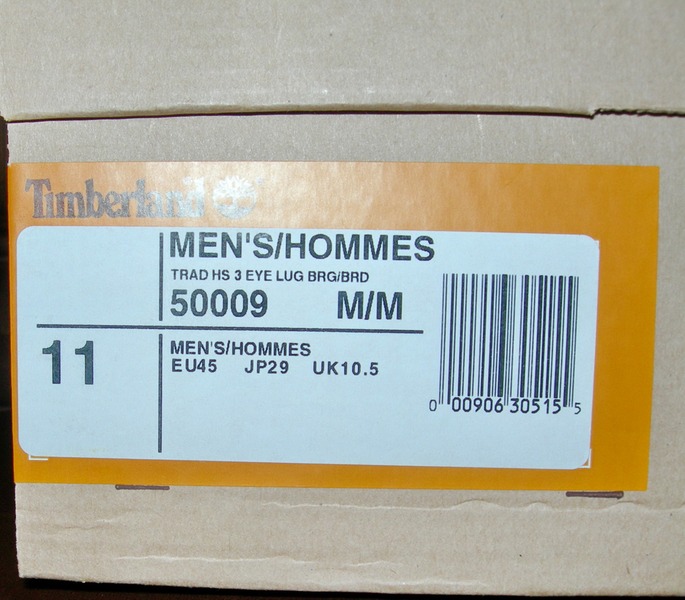 Timberland
MEN'S/HOMMES
TRAD HS 3 EYE LUG BRG/BRD
50009 M/M
11
MEN'S/HOMMES
EU45 JP29 UK10.5
0 00906 30515 5